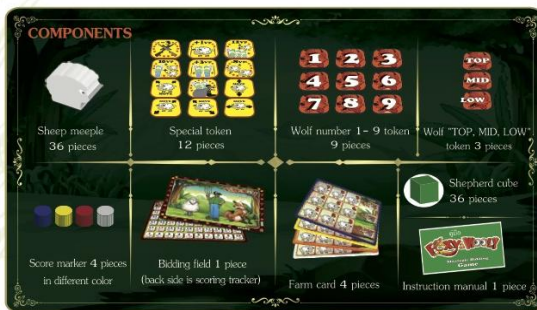 COMPONENTS
Sheep meeple
36 pieces
Special token
12 pieces
1 2 3
4 5 6
7 8 9
Wolf number 1- 9 token
9 pieces
TOP
MID
LOW
Wolf "TOP, MID, LOW"
token 3 pieces
Score marker 4 pieces
in different color
Bidding field 1 piece
(back side is scoring tracker)
Farm card 4 pieces
Shepherd cube
36 pieces
Game
Instruction manual 1 piece